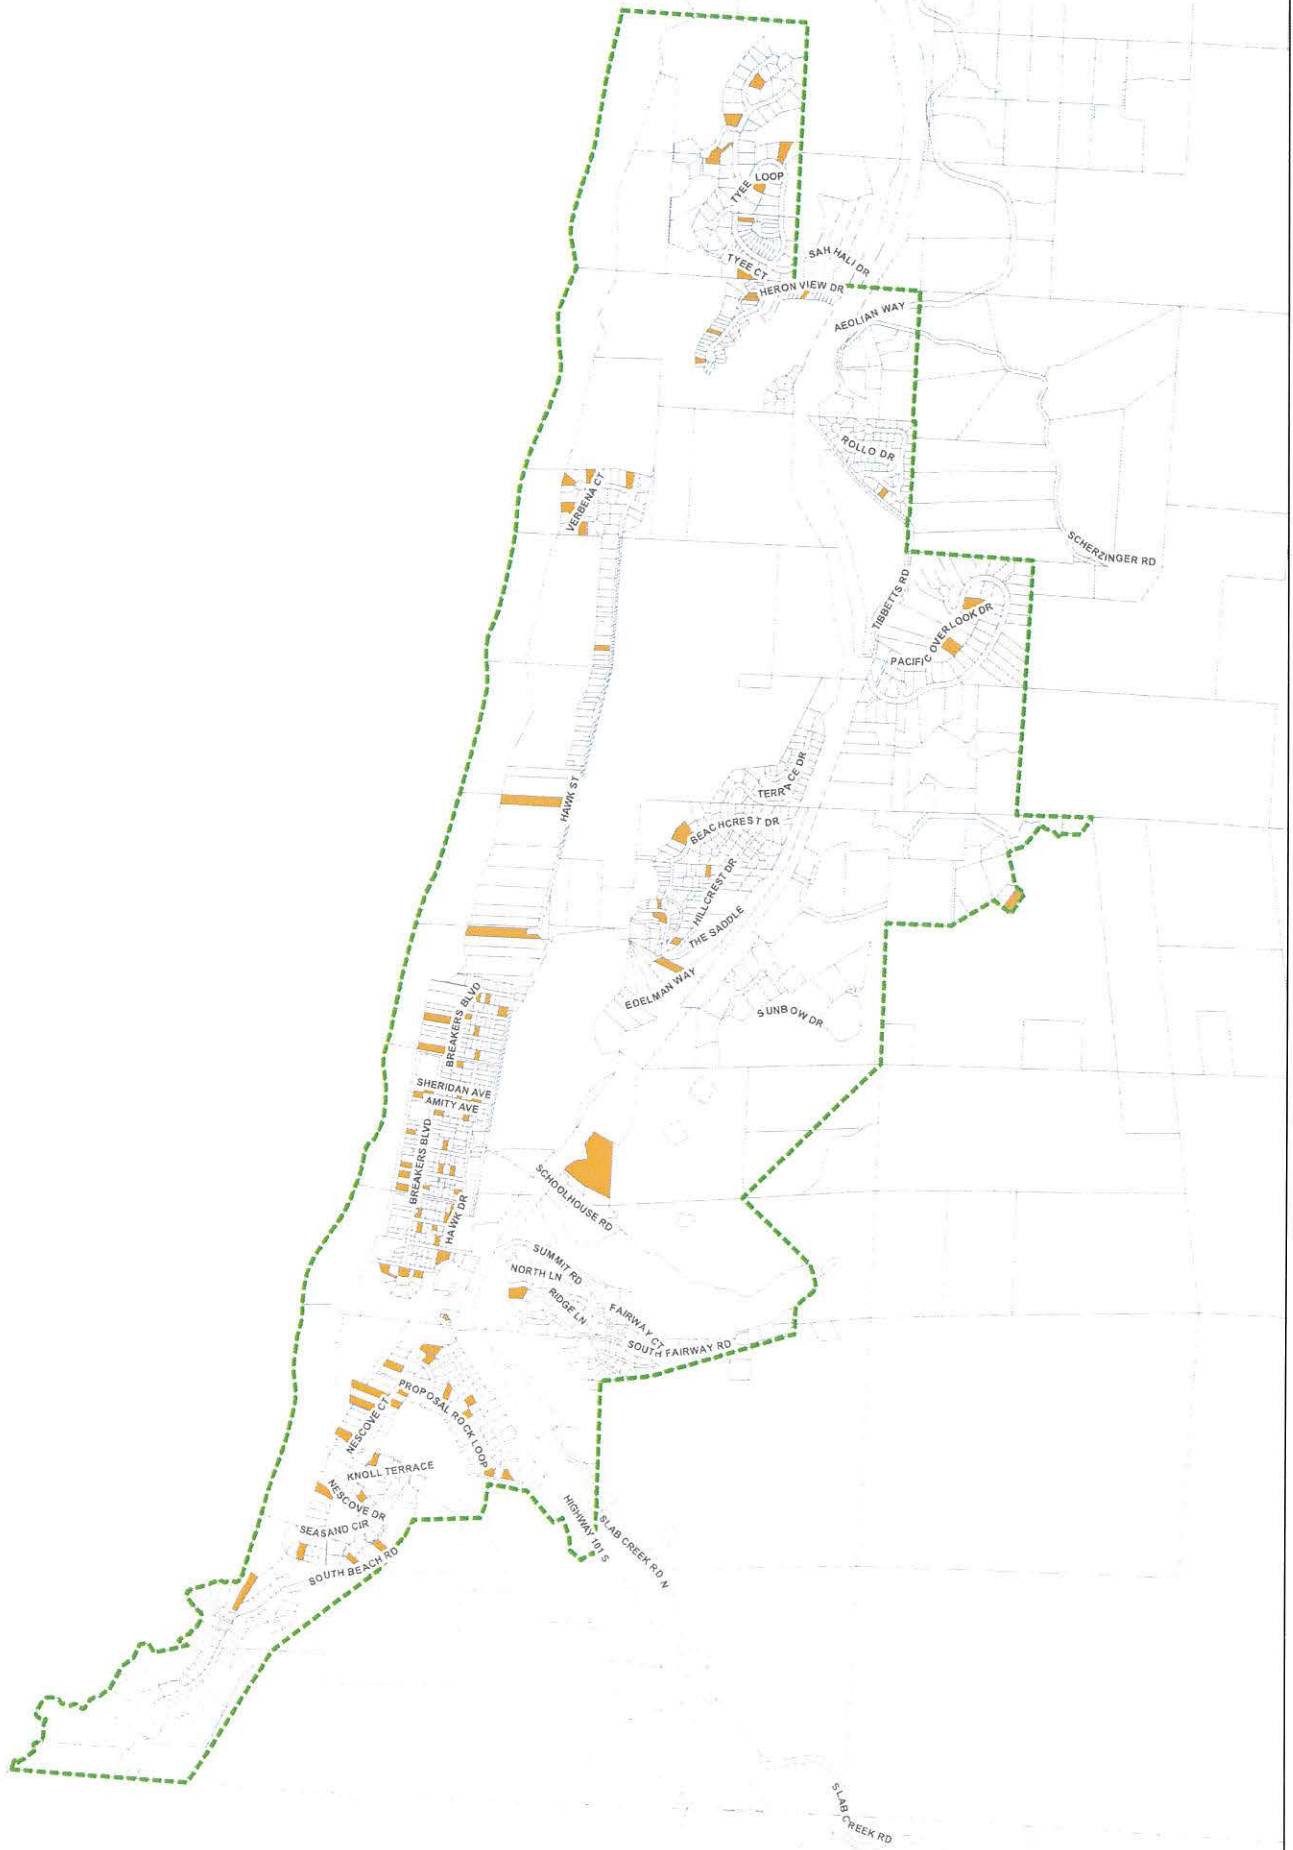 LOOP
TYEE
SAH HALI DR
TYEE CT
HERON VIEW DR
AEOLIAN WAY
ROLLO DR
VERBENA CT
SCHERZINGER RD
TIBBETTS RD
PACIFIC OVERLOOK DR
HAWK ST
TERRACE DR
BEACHCREST DR
HILLCREST DR
THE SADDLE
EDELMAN WAY
SUNBOW DR
BREAKERS BLVD
SHERIDAN AVE
AMITY AVE
BREAKERS BLVD
HAWK DR
SCHOOLHOUSE RD
SUMMIT RD
NORTH LN
RIDGE LN
FAIRWAY CT
SOUTH FAIRWAY RD
PROPOSAL ROCK LOOP
NESCOVE CT
KNOLL TERRACE
NESCOVE DR
SEASAND CIR
SOUTH BEACH RD
HIGHWAY 101 S
SLAB CREEK RD N
SLAB CREEK RD